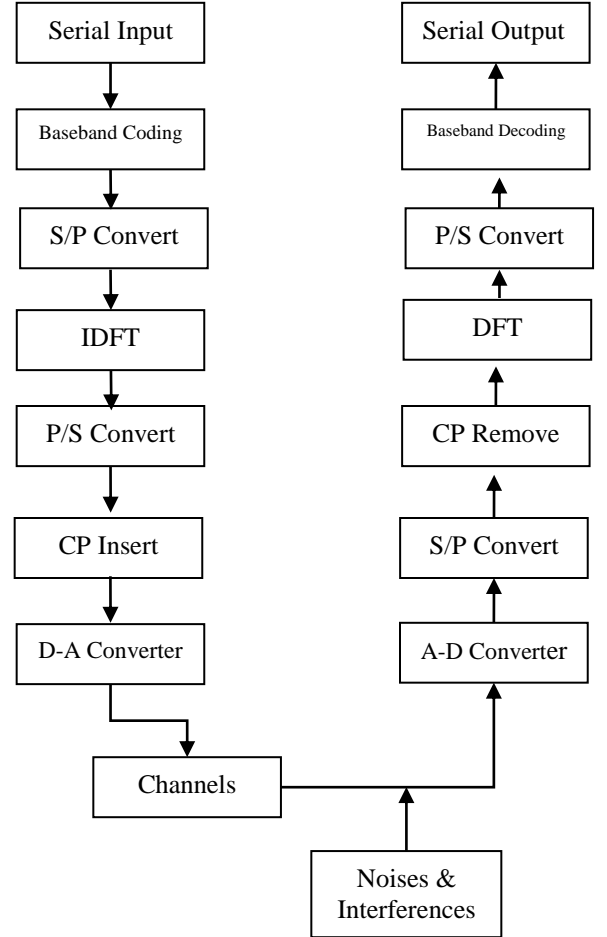 Serial Input
Baseband Coding
S/P Convert
IDFT
P/S Convert
CP Insert
D-A Converter
Channels
Noises &
Interferences
A-D Converter
S/P Convert
CP Remove
DFT
P/S Convert
Baseband Decoding
Serial Output